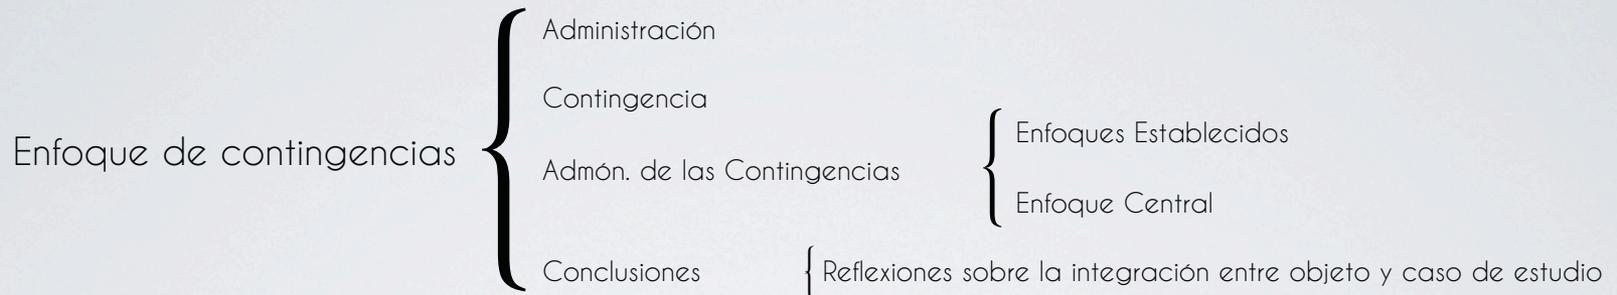 Enfoque de contingencias
Administración
Contingencia
Admón. de las Contingencias
Enfoques Establecidos
Enfoque Central
Conclusiones
Reflexiones sobre la integración entre objeto y caso de estudio